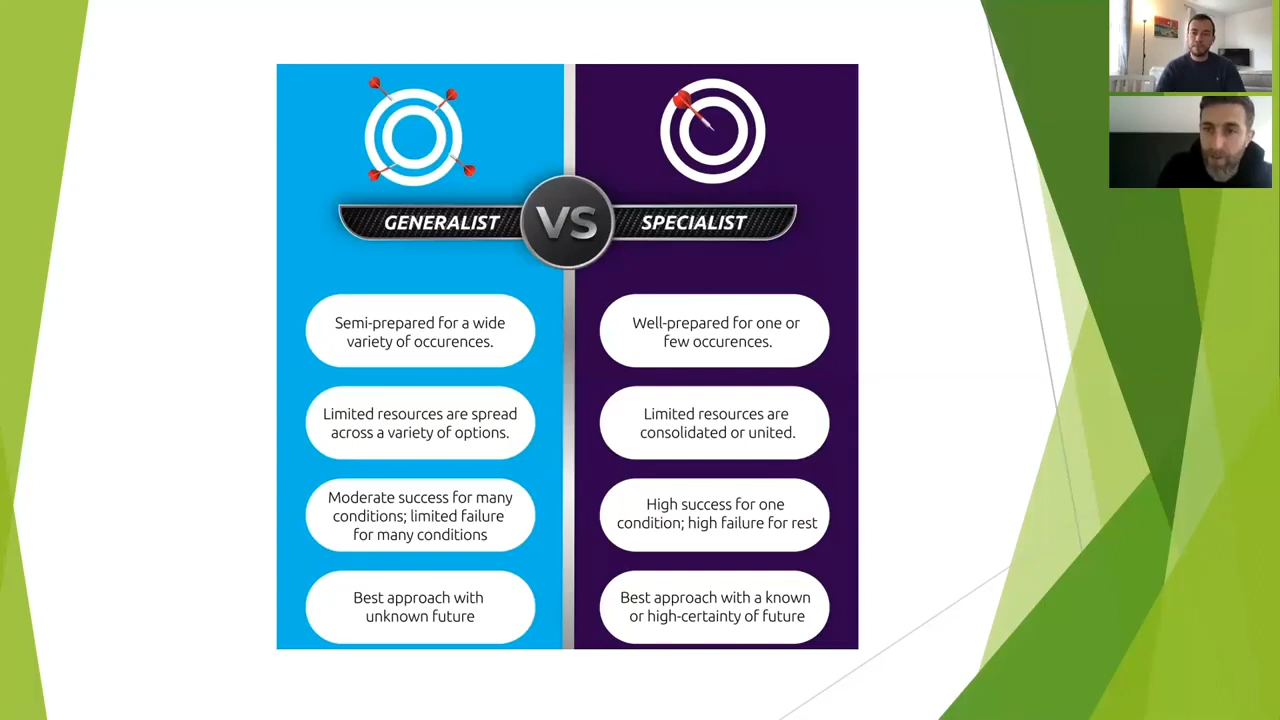 GENERALIST
VS
SPECIALIST
Semi-prepared for a wide
variety of occurences.
Limited resources are spread
across a variety of options.
Moderate success for many
conditions; limited failure
for many conditions
Best approach with
unknown future
Well-prepared for one or
few occurences.
Limited resources are
consolidated or united.
High success for one
condition; high failure for rest
Best approach with a known
or high-certainty of future